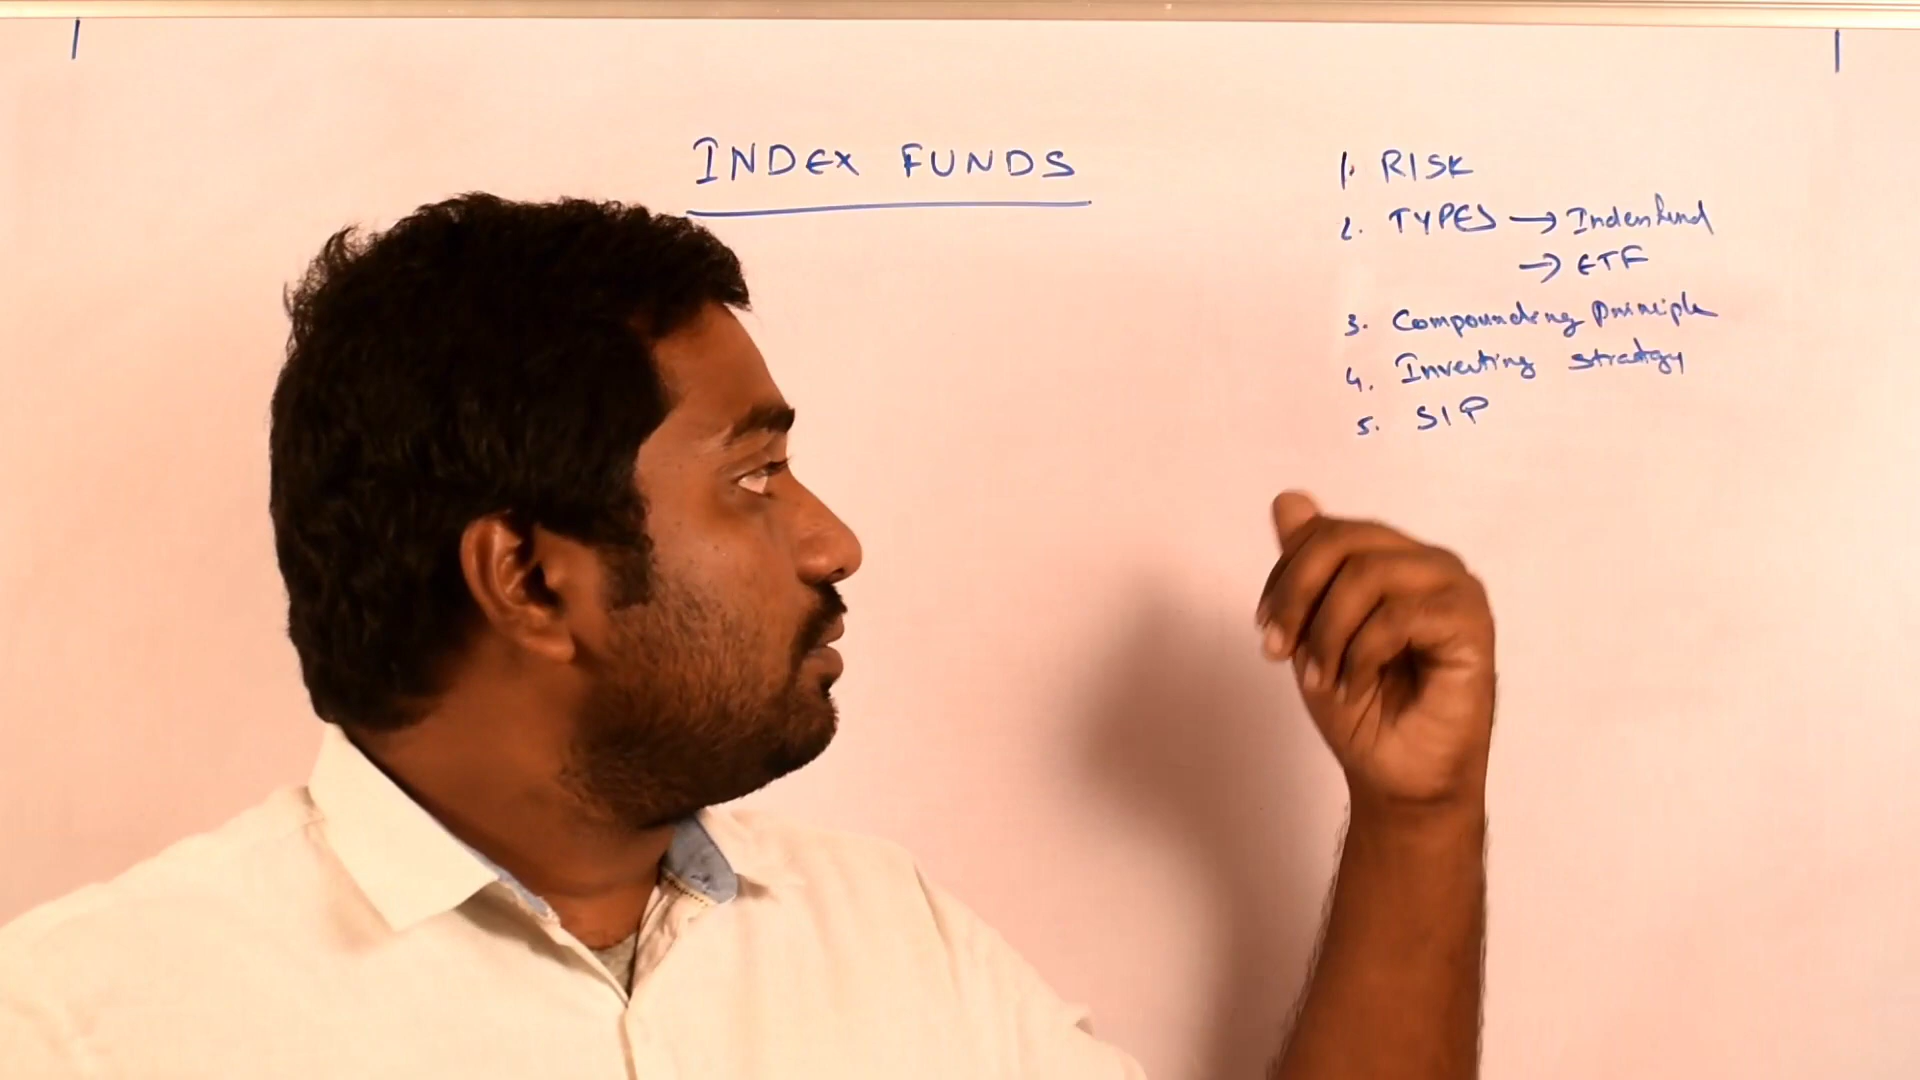 INDEX FUNDS
1. RISK
2. TYPES → Index fund
→ ETF
3. Compounding principle
4. Investing strategy
5. SIP